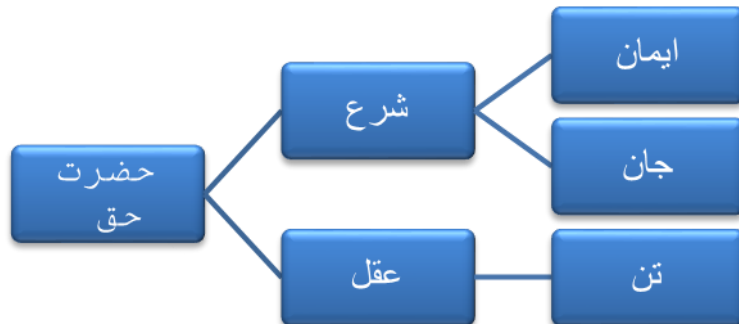 حضرت
حق
شرع
ایمان
جان
عقل
تن